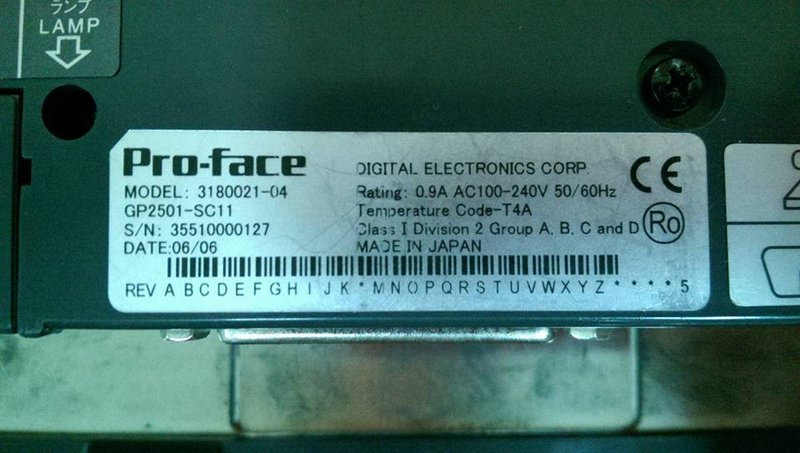 ランプ
LAMP
Pro-face
MODEL: 3180021-04
GP2501-SC11
S/N: 35510000127
DATE:06/06
DIGITAL ELECTRONICS CORP.
Rating: 0.9A AC100-240V 50/60Hz
Temperature Code-T4A
Class I Division 2 Group A, B, C and D
MADE IN JAPAN
CE
Ro
REV A B C D E F G H I J K * M N O P Q R S T U V W X Y Z * * * * 5